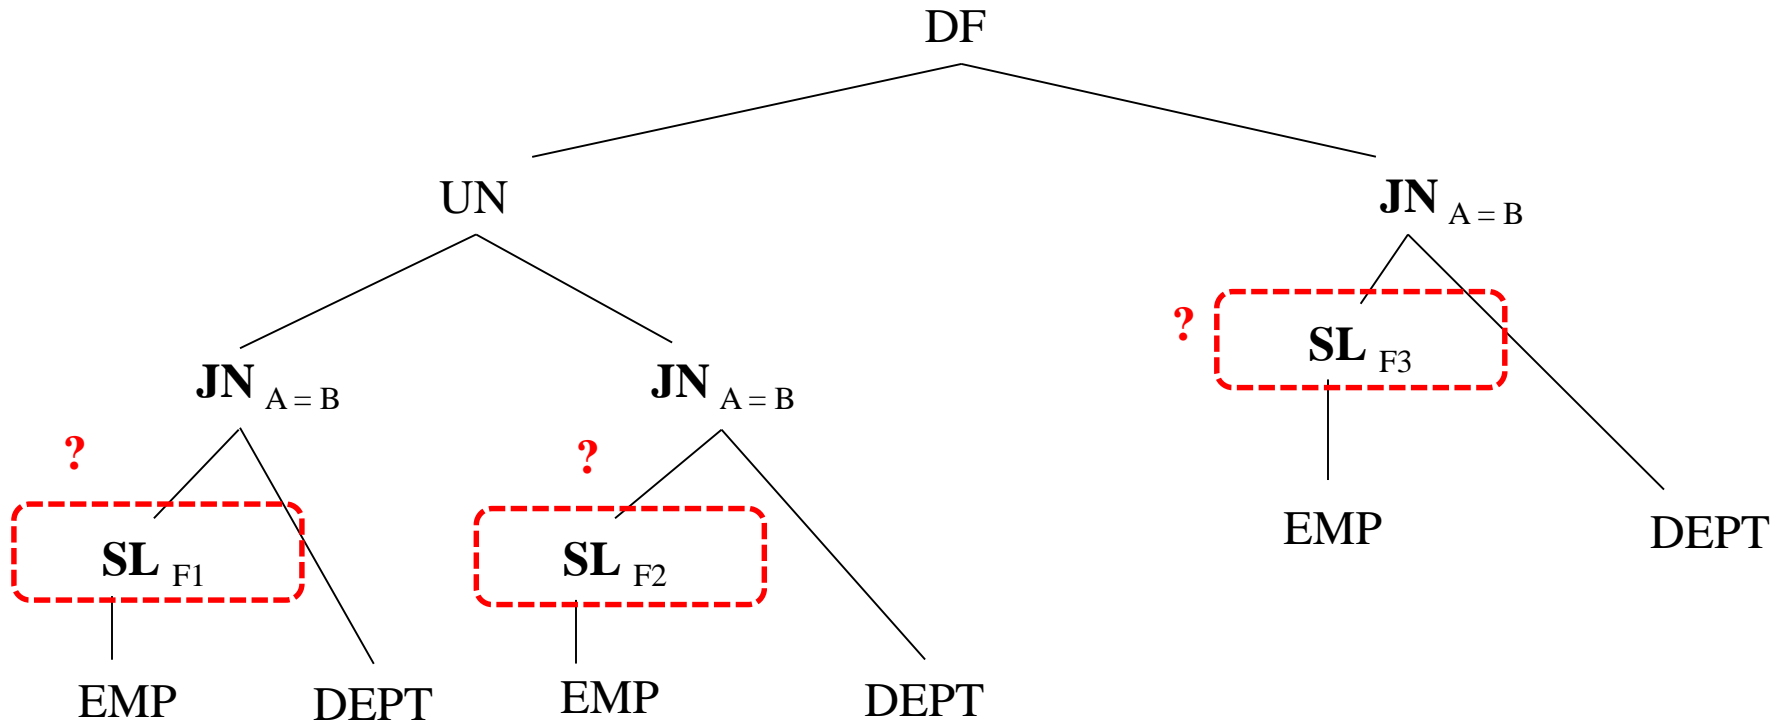 DF
UN
JN A = B
JN A = B
JN A = B
?
SL F3
?
?
SL F1
SL F2
EMP
DEPT
EMP
DEPT
EMP
DEPT